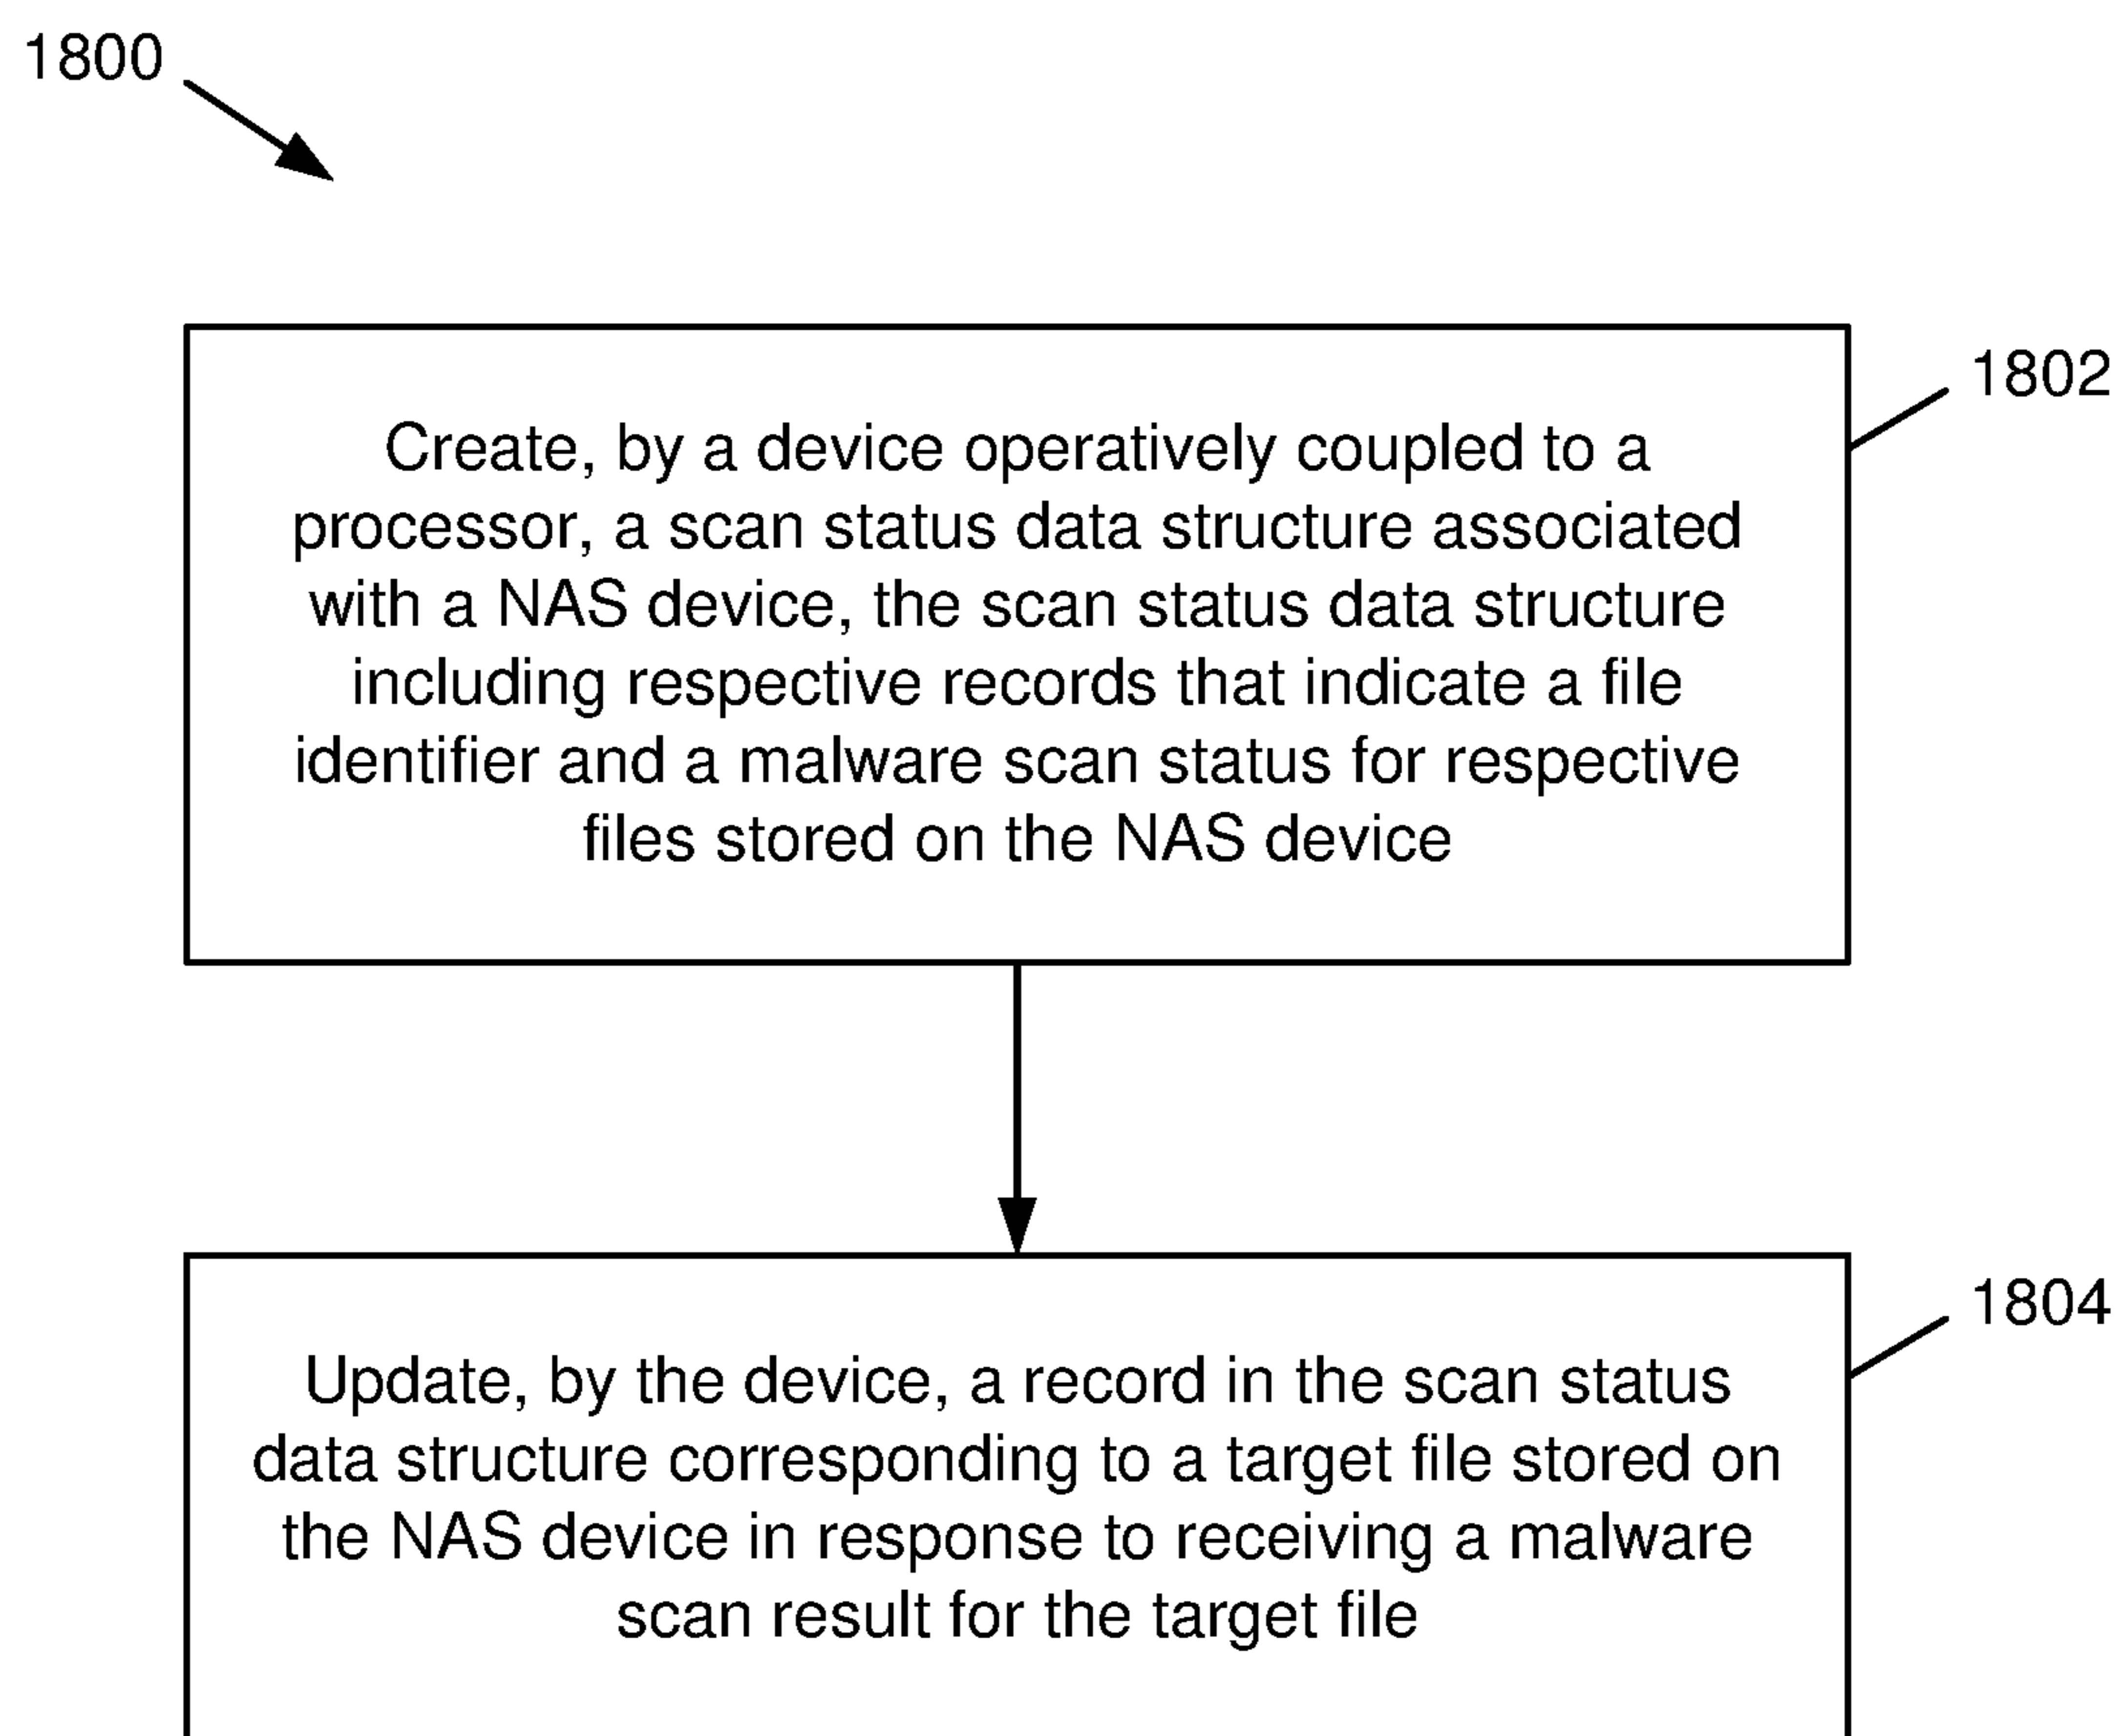 1800
1802
Create, by a device operatively coupled to a
processor, a scan status data structure associated
with a NAS device, the scan status data structure
including respective records that indicate a file
identifier and a malware scan status for respective
files stored on the NAS device
1804
Update, by the device, a record in the scan status
data structure corresponding to a target file stored on
the NAS device in response to receiving a malware
scan result for the target file